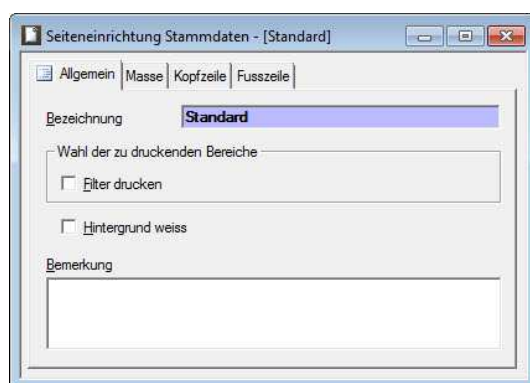 Seiteneinrichtung Stammdaten - [Standard]
Allgemein Masse Kopfzeile Fusszeile
Bezeichnung Standard
Wahl der zu druckenden Bereiche
Filter drucken
Hintergrund weiss
Bemerkung